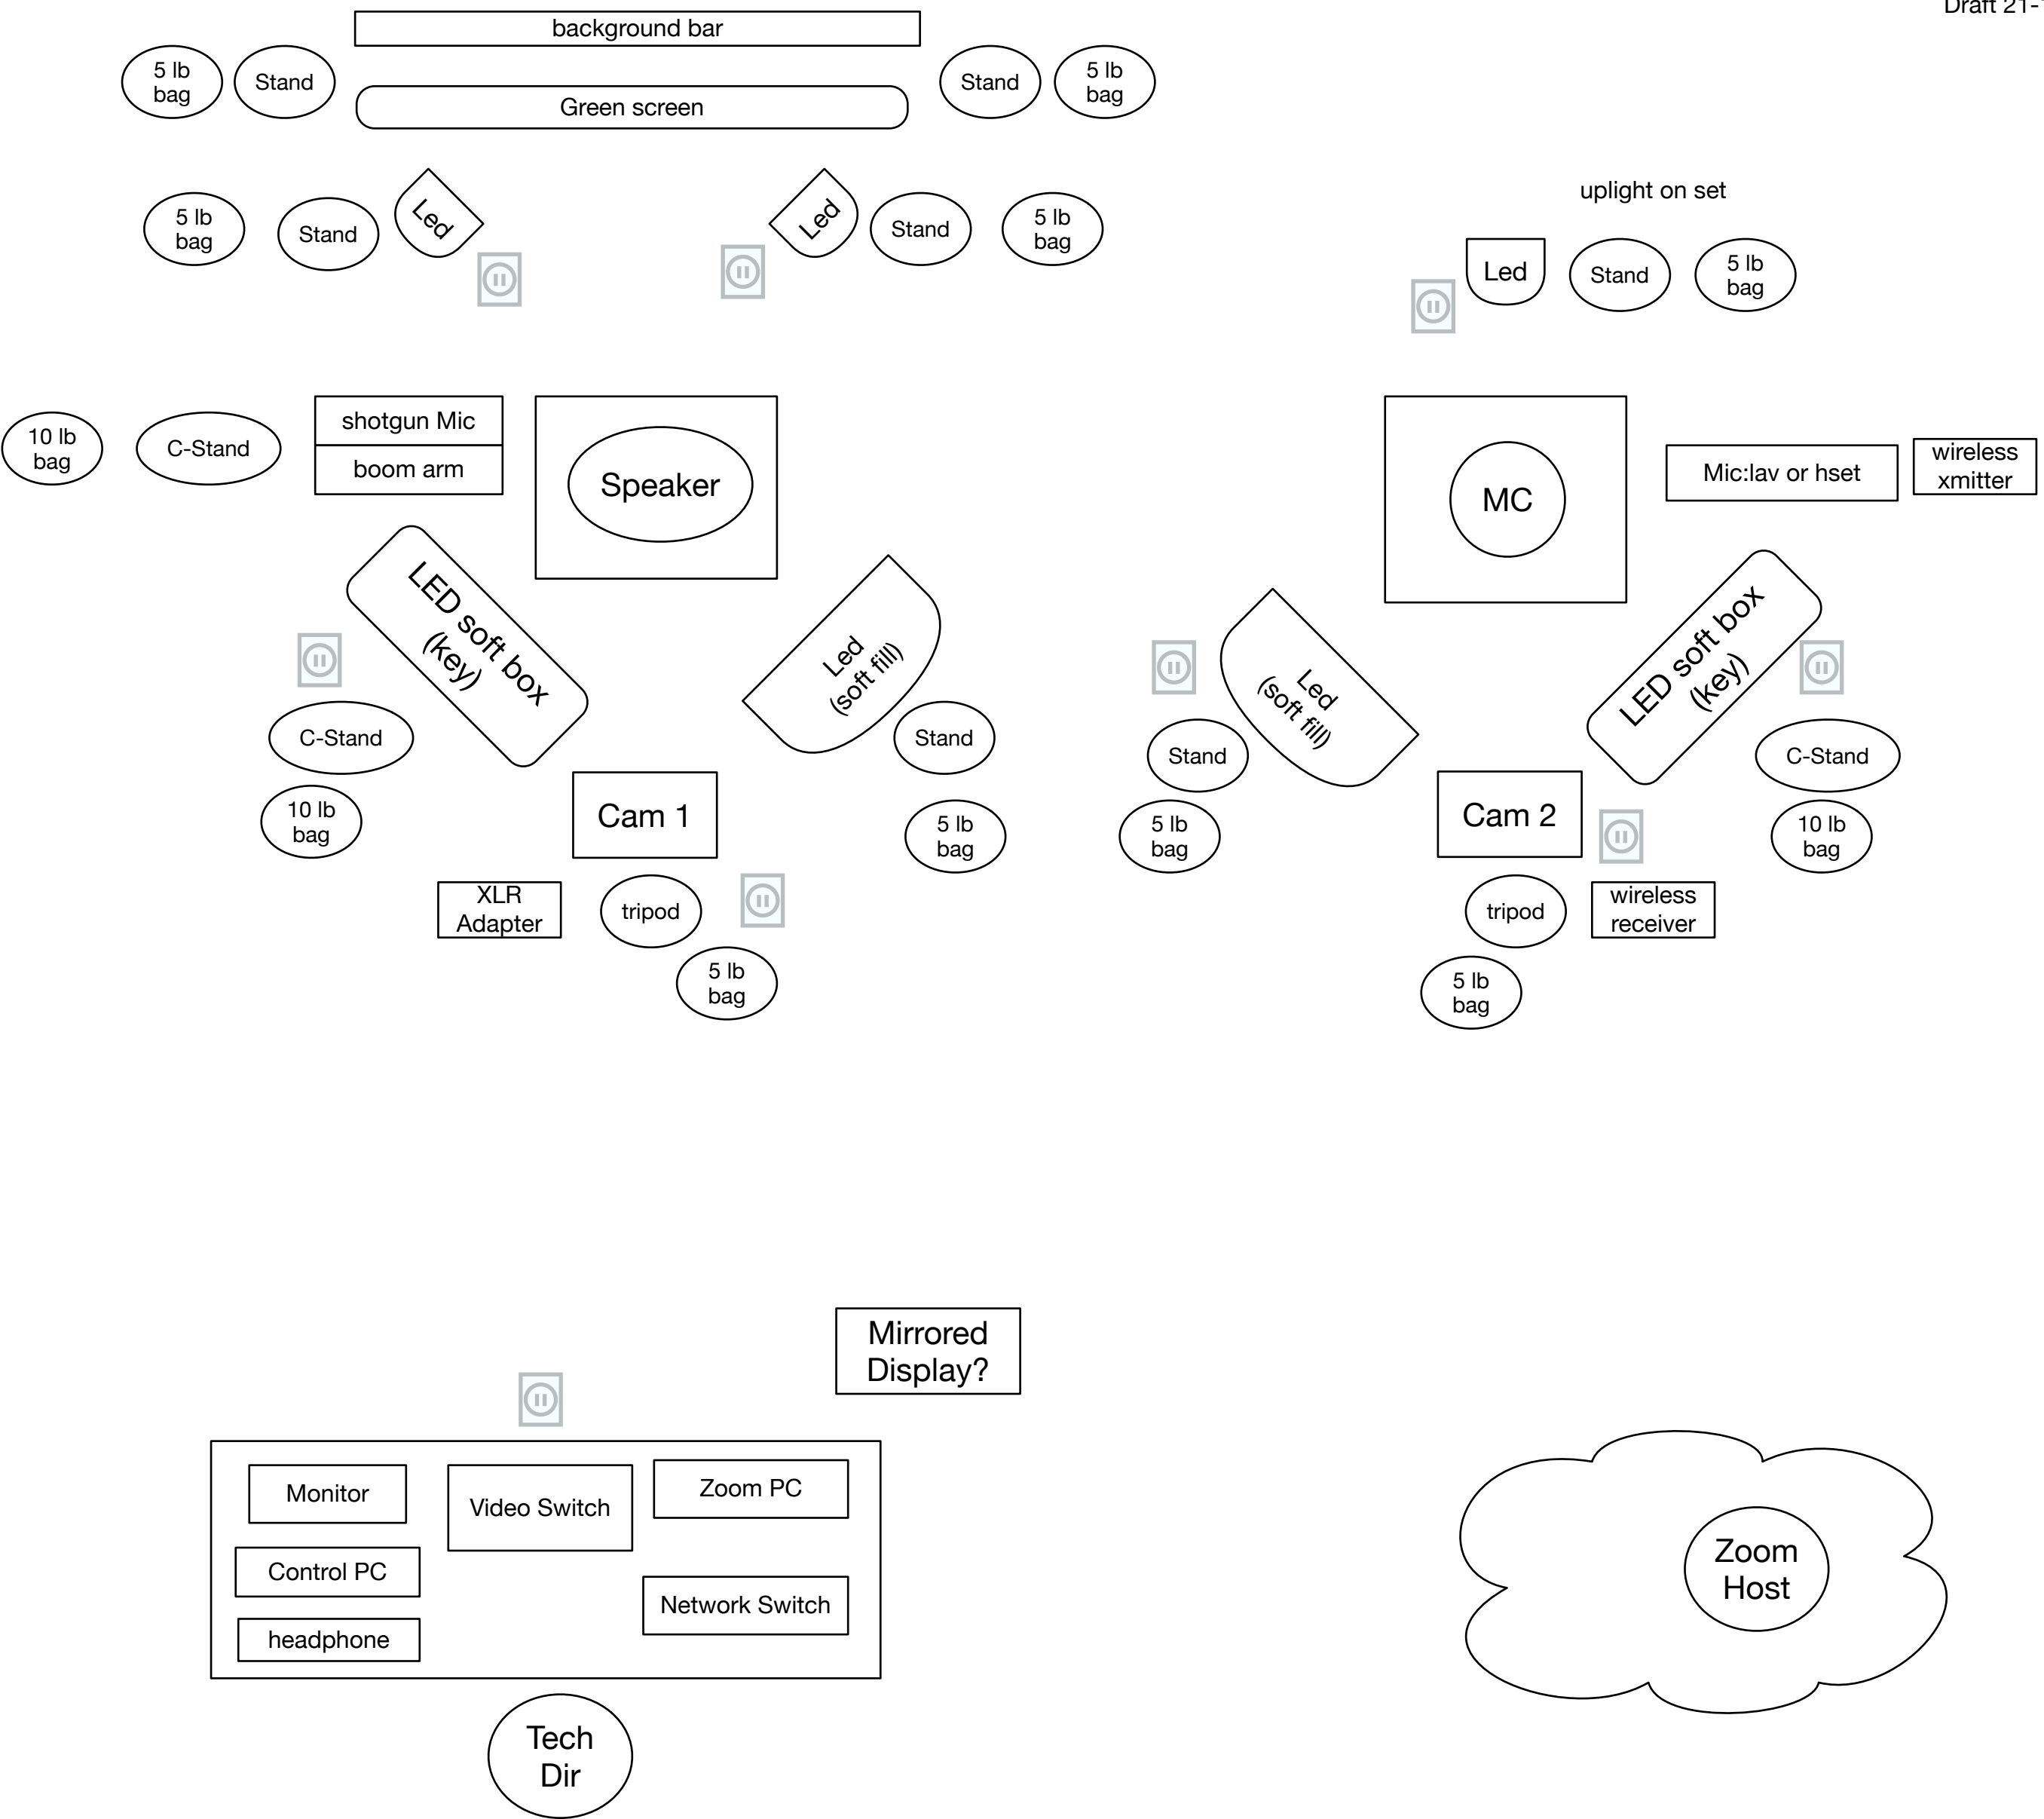 Draft 21-
background bar
5 lb
bag
Stand
Stand
5 lb
bag
Green screen
5 lb
bag
Stand
Led
Led
Stand
5 lb
bag
uplight on set
Led
Stand
5 lb
bag
10 lb
bag
C-Stand
shotgun Mic
boom arm
Speaker
MC
Mic:lav or hset
wireless
xmitter
LED soft box
(key)
Led
(soft fill)
Led
(soft fill)
LED soft box
(key)
C-Stand
Stand
Stand
C-Stand
10 lb
bag
Cam 1
5 lb
bag
5 lb
bag
Cam 2
10 lb
bag
XLR
Adapter
tripod
tripod
wireless
receiver
5 lb
bag
5 lb
bag
Mirrored
Display?
Monitor
Video Switch
Zoom PC
Control PC
Network Switch
headphone
Zoom
Host
Tech
Dir